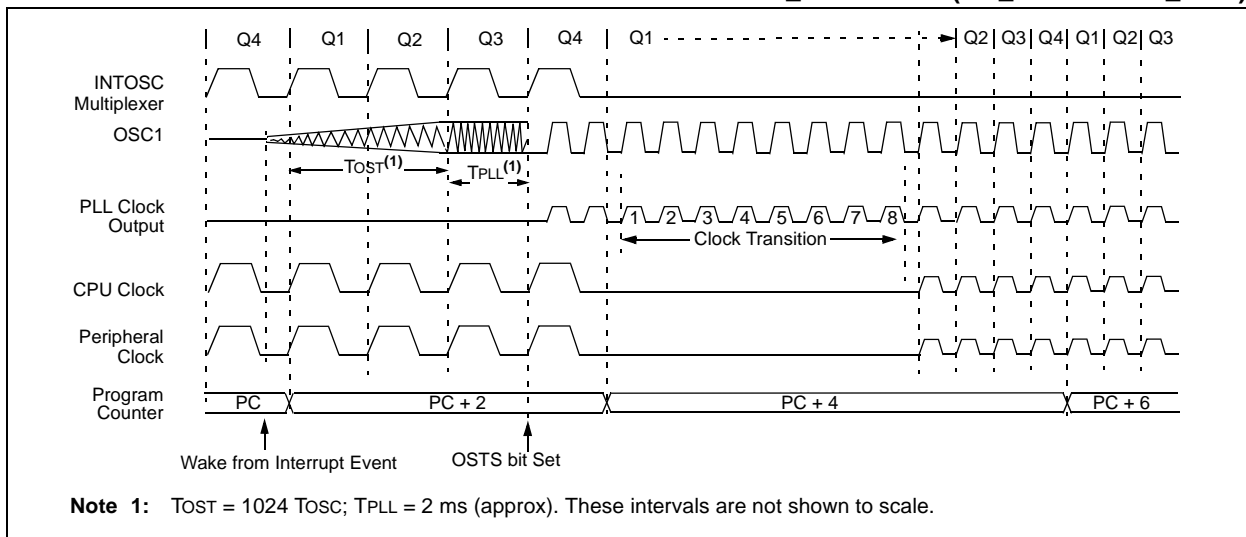 Q4 Q1 Q2 Q3 Q4 Q1 Q2 Q3 Q4 Q1 Q2 Q3
INTOSC
Multiplexer
OSC1
TOST(1)
TPLL(1)
PLL Clock
Output
1 2 3 4 5 6 7 8
Clock Transition
CPU Clock
Peripheral
Clock
Program
Counter
PC PC + 2 PC + 4 PC + 6
Wake from Interrupt Event
OSTS bit Set
Note 1: TOST = 1024 TOSC; TPLL = 2 ms (approx). These intervals are not shown to scale.